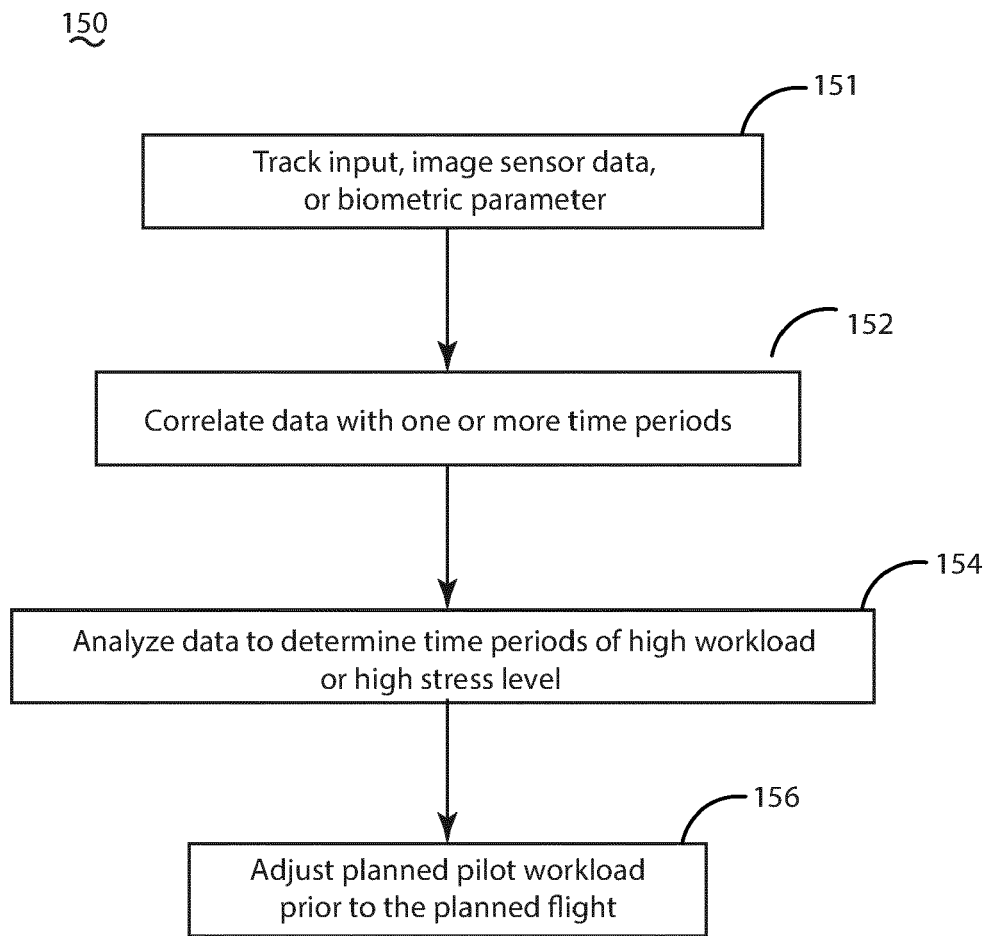 150
151
Track input, image sensor data,
or biometric parameter
152
Correlate data with one or more time periods
154
Analyze data to determine time periods of high workload
or high stress level
156
Adjust planned pilot workload
prior to the planned flight